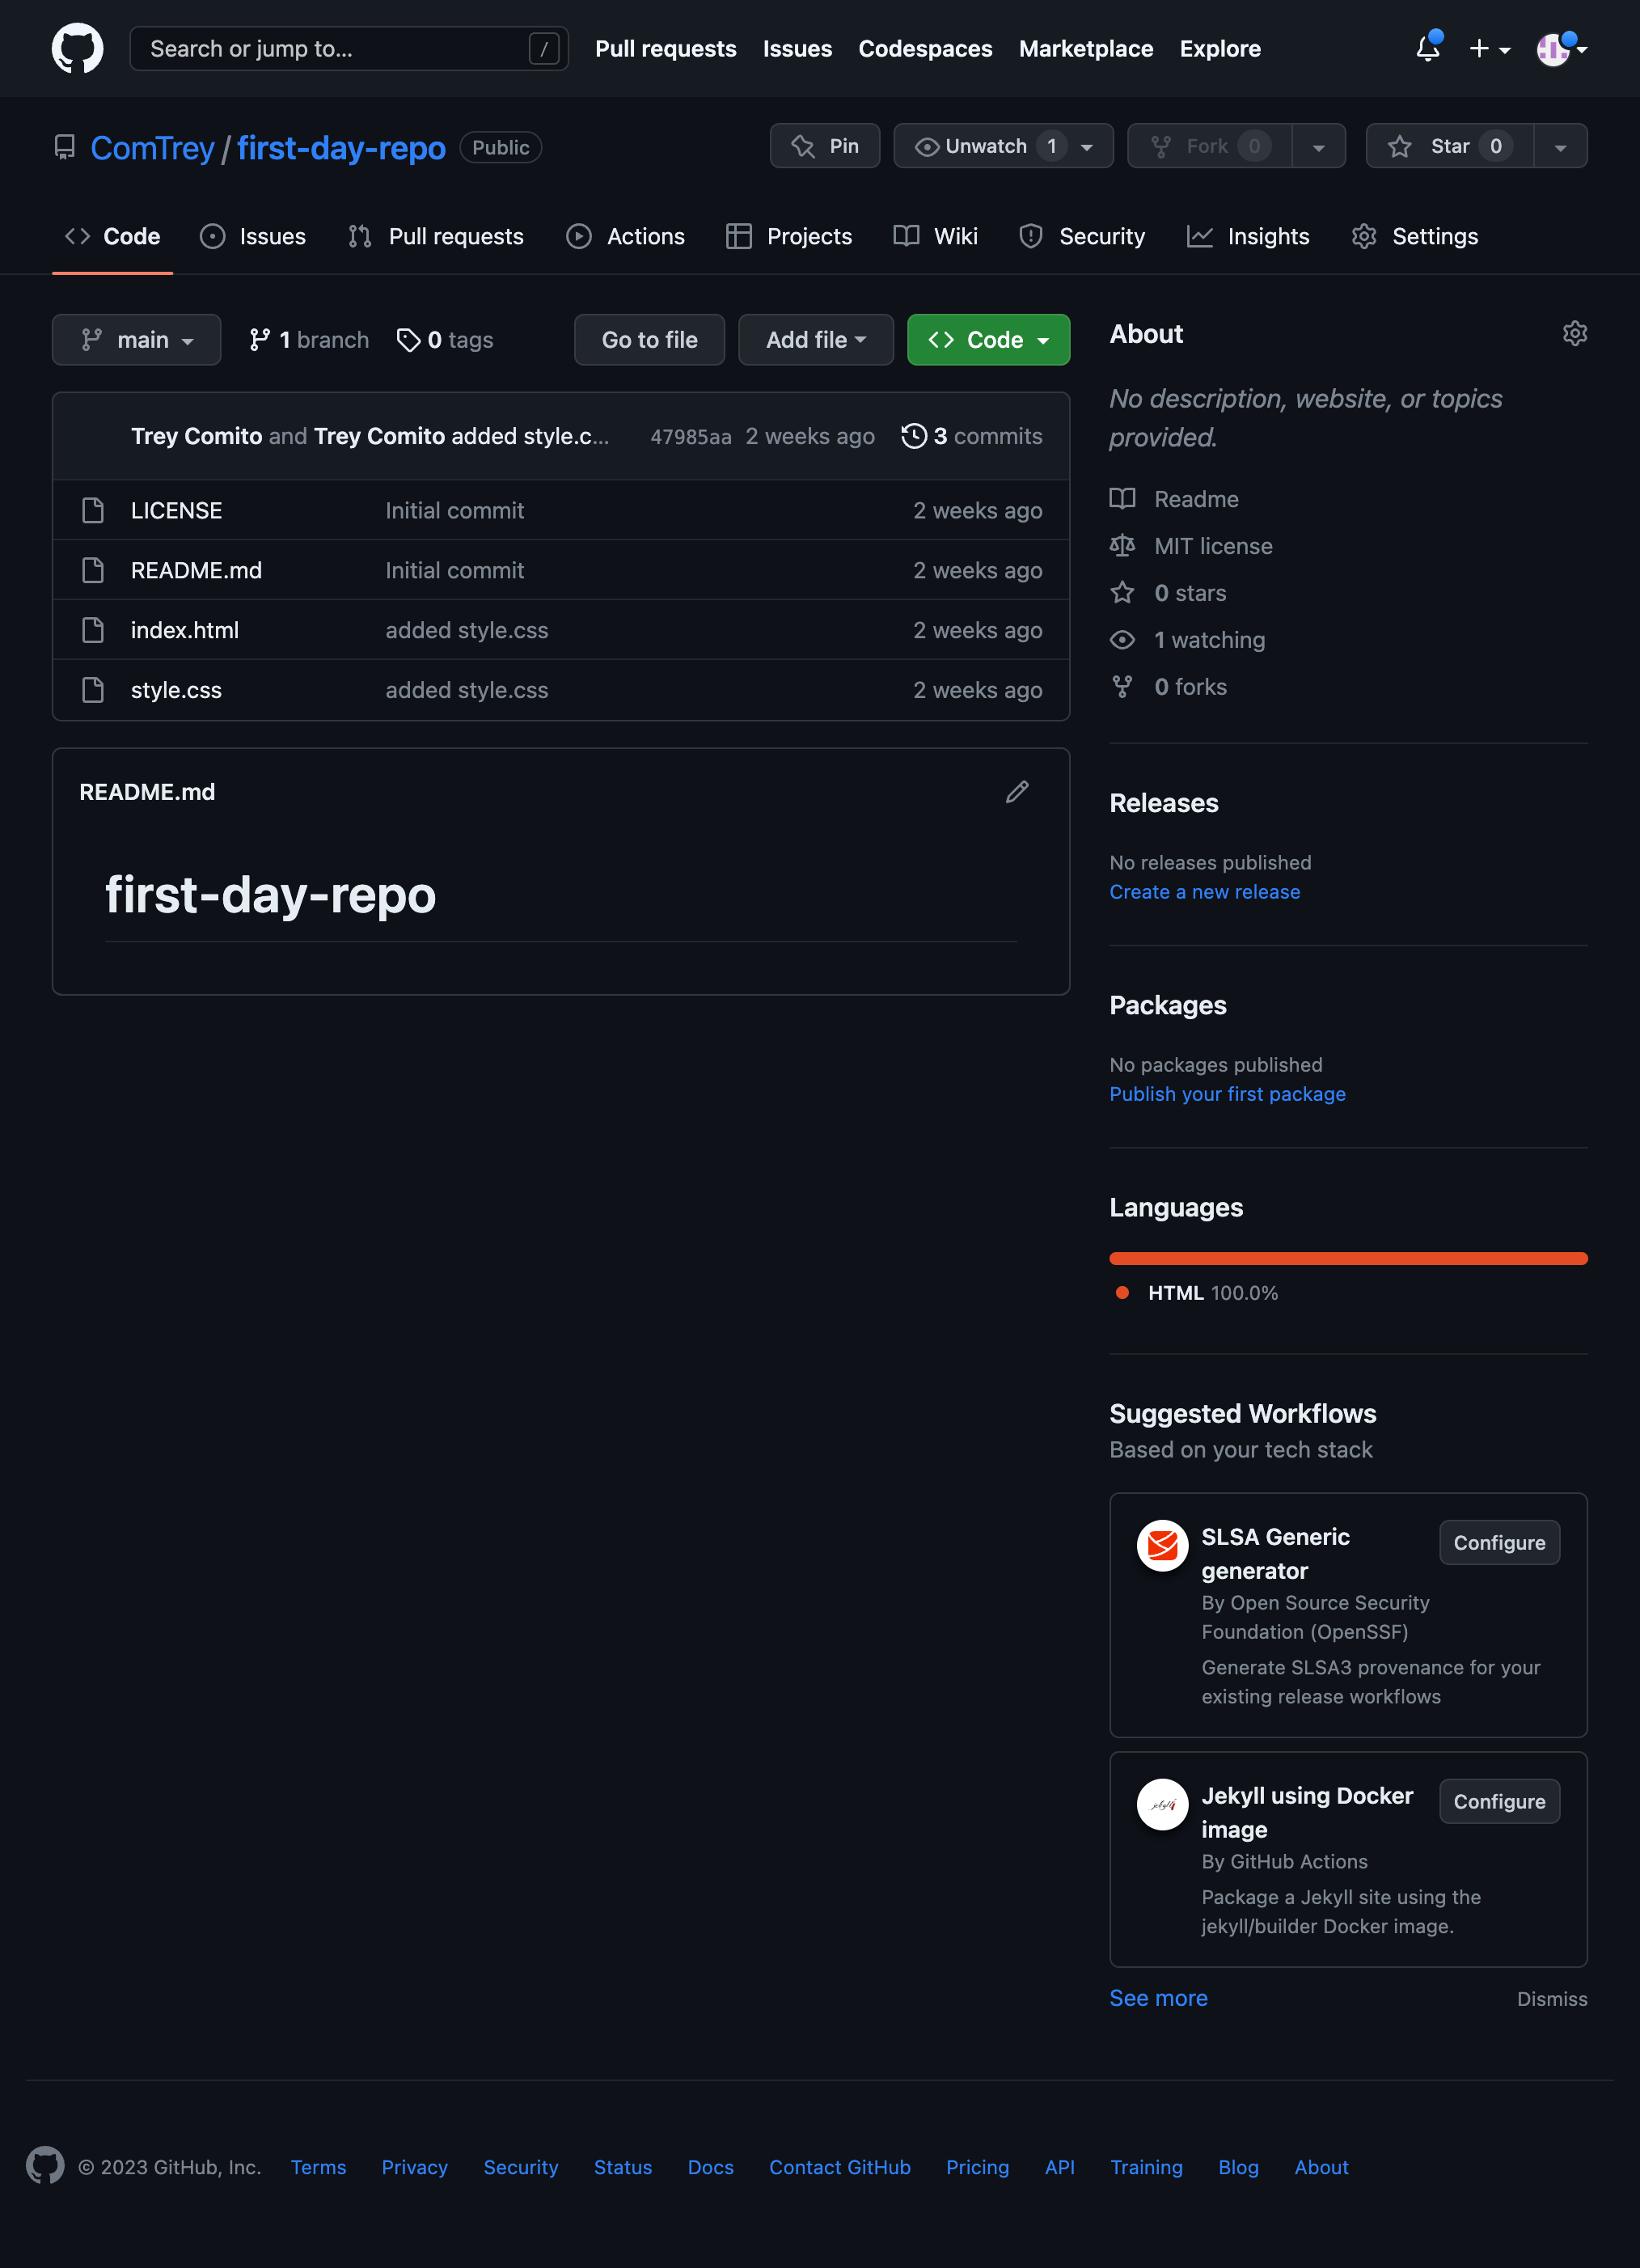 Search or jump to... /
Pull requests Issues Codespaces Marketplace Explore
ComTrey / first-day-repo Public
Pin Unwatch 1 Fork 0 Star 0
Code Issues Pull requests Actions Projects Wiki Security Insights Settings
main 1 branch 0 tags Go to file Add file Code
Trey Comito and Trey Comito added style.c... 47985aa 2 weeks ago 3 commits
LICENSE Initial commit 2 weeks ago
README.md Initial commit 2 weeks ago
index.html added style.css 2 weeks ago
style.css added style.css 2 weeks ago
README.md
first-day-repo
About
No description, website, or topics
provided.
Readme
MIT license
0 stars
1 watching
0 forks
Releases
No releases published
Create a new release
Packages
No packages published
Publish your first package
Languages
HTML 100.0%
Suggested Workflows
Based on your tech stack
SLSA Generic
generator
Configure
By Open Source Security
Foundation (OpenSSF)
Generate SLSA3 provenance for your
existing release workflows
jekyll
Jekyll using Docker
image
Configure
By GitHub Actions
Package a Jekyll site using the
jekyll/builder Docker image.
See more Dismiss
© 2023 GitHub, Inc. Terms Privacy Security Status Docs Contact GitHub Pricing API Training Blog About